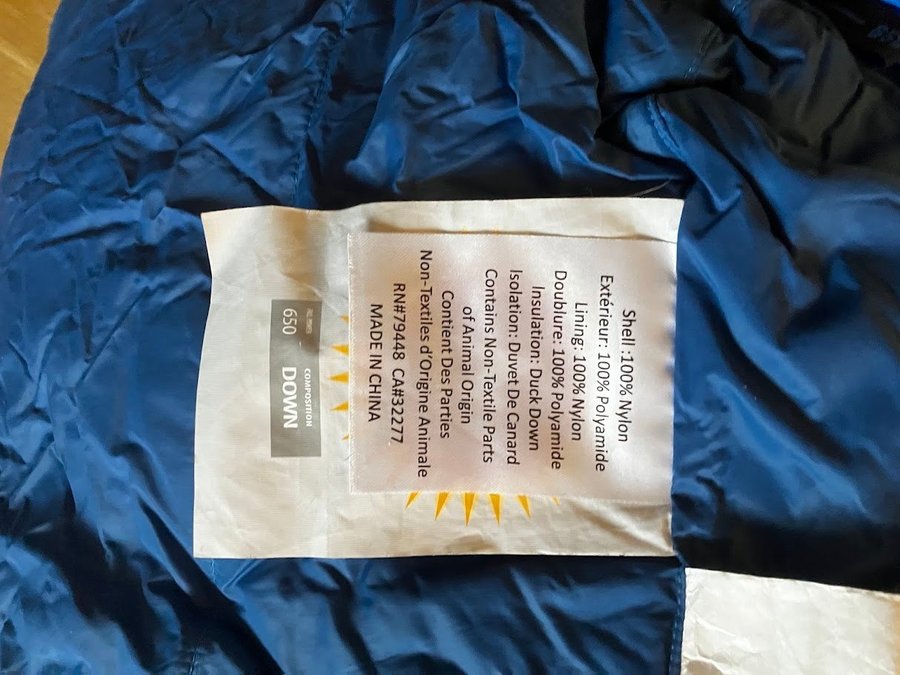 Shell :100% Nylon
Extérieur: 100% Polyamide
Lining: 100% Nylon
Doublure: 100% Polyamide
Insulation: Duck Down
Isolation: Duvet De Canard
Contains Non-Textile Parts
of Animal Origin
Contient Des Parties
Non-Textiles d'Origine Animale
RN#79448 CA#32277
MADE IN CHINA
650
COMPOSITION
DOWN